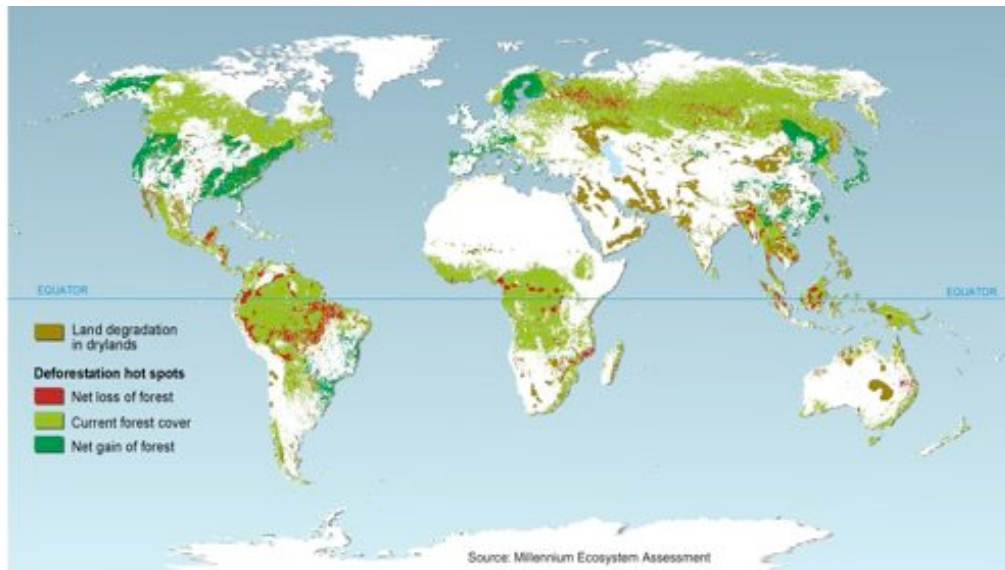 EQUATOR
EQUATOR
Land degradation
in drylands
Deforestation hot spots
Net loss of forest
Current forest cover
Net gain of forest
Source: Millennium Ecosystem Assessment